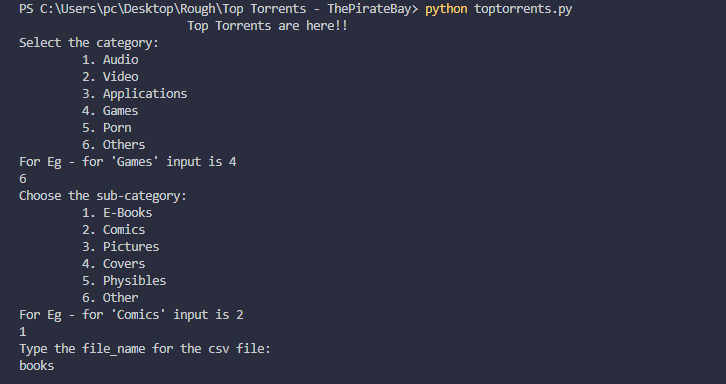 PS C:\Users\pc\Desktop\Rough\Top Torrents - ThePirateBay> python toptorrents.py
Top Torrents are here!!
Select the category:
1. Audio
2. Video
3. Applications
4. Games
5. Porn
6. Others
For Eg - for 'Games' input is 4
6
Choose the sub-category:
1. E-Books
2. Comics
3. Pictures
4. Covers
5. Physibles
6. Other
For Eg - for 'Comics' input is 2
1
Type the file_name for the csv file:
books